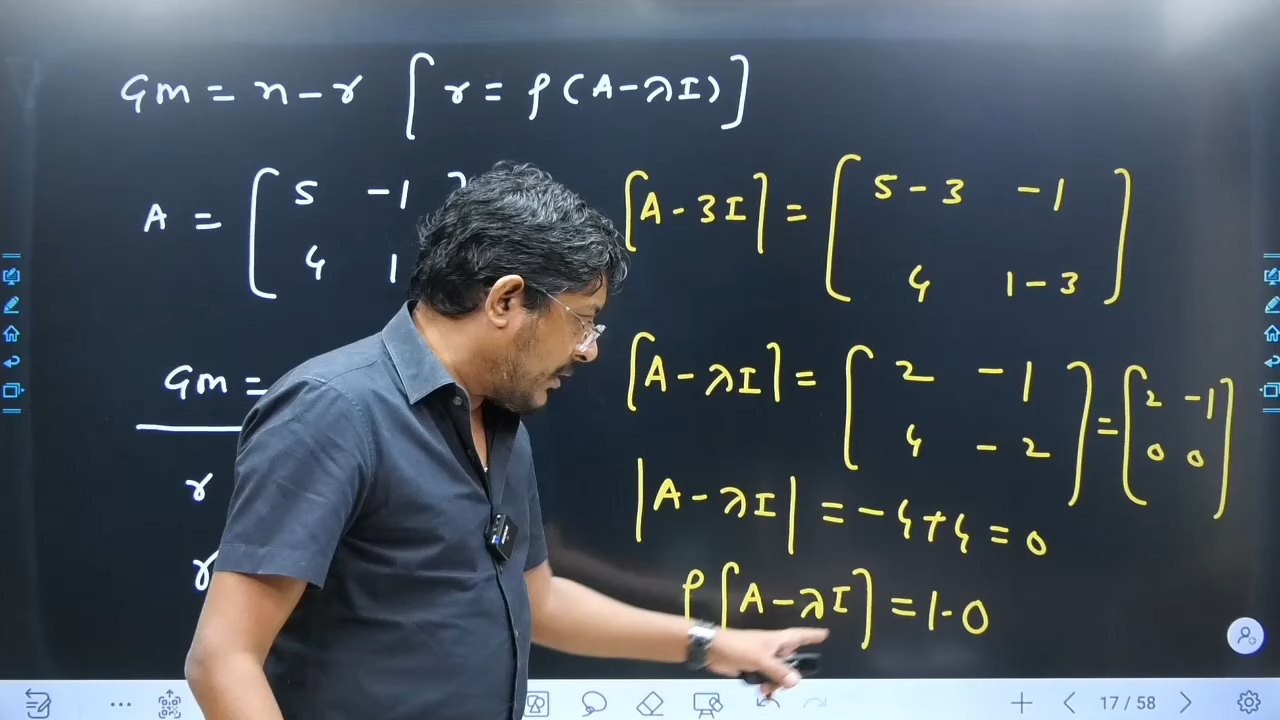 Gm = n - r [r = ρ(A-λI)]
A = [5 -1
4 1
[A - 3I] = [5 - 3 -1
4 1 - 3]
Gm =
[A - λI] = [2 -1
4 -2] = [2 -1
0 0]
r
|A - λI| = -4+4 = 0
r
ρ[A-λI] = 1.0
17 / 58